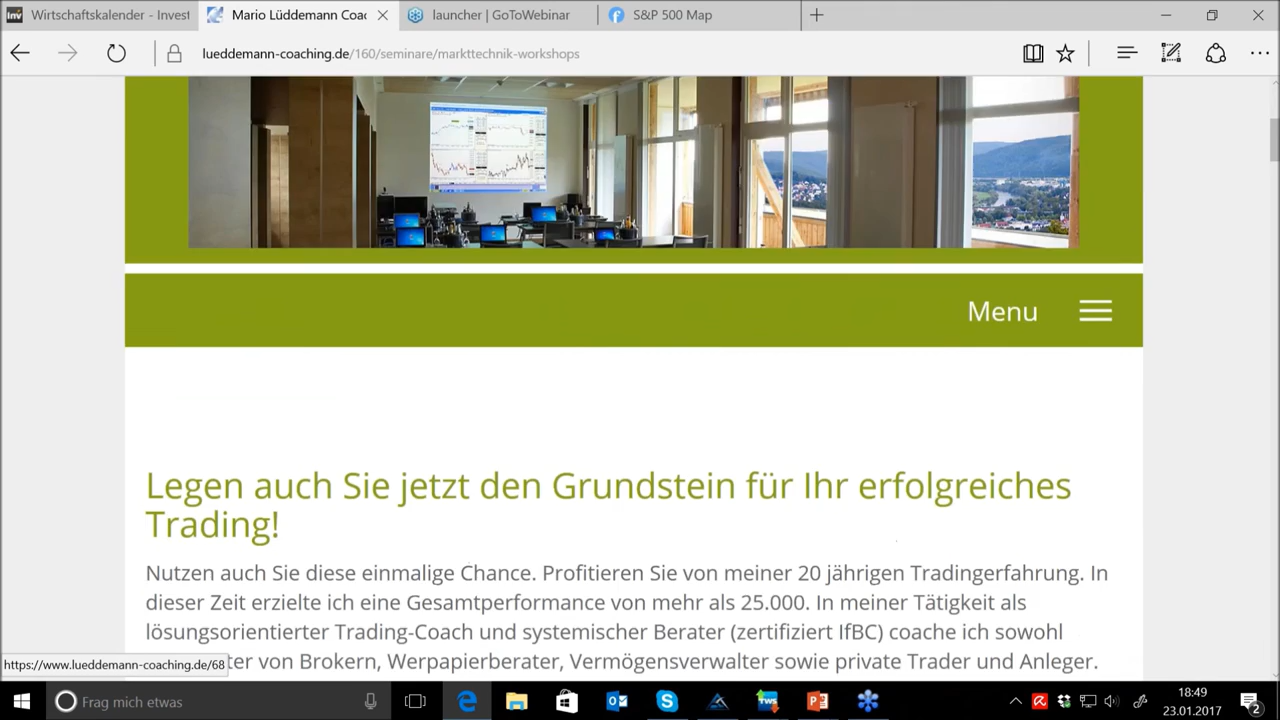 Wirtschaftskalender - Invest
Mario Lüddemann Coac
launcher | GoToWebinar
S&P 500 Map
lueddemann-coaching.de/160/seminare/markttechnik-workshops
Menu
Legen auch Sie jetzt den Grundstein für Ihr erfolgreiches
Trading!
Nutzen auch Sie diese einmalige Chance. Profitieren Sie von meiner 20 jährigen Tradingerfahrung. In
dieser Zeit erzielte ich eine Gesamtperformance von mehr als 25.000. In meiner Tätigkeit als
lösungsorientierter Trading-Coach und systemischer Berater (zertifiziert IfBC) coache ich sowohl
ter von Brokern, Werpapierberater, Vermögensverwalter sowie private Trader und Anleger.
https://www.lueddemann-coaching.de/68
Frag mich etwas
18:49
23.01.2017
2